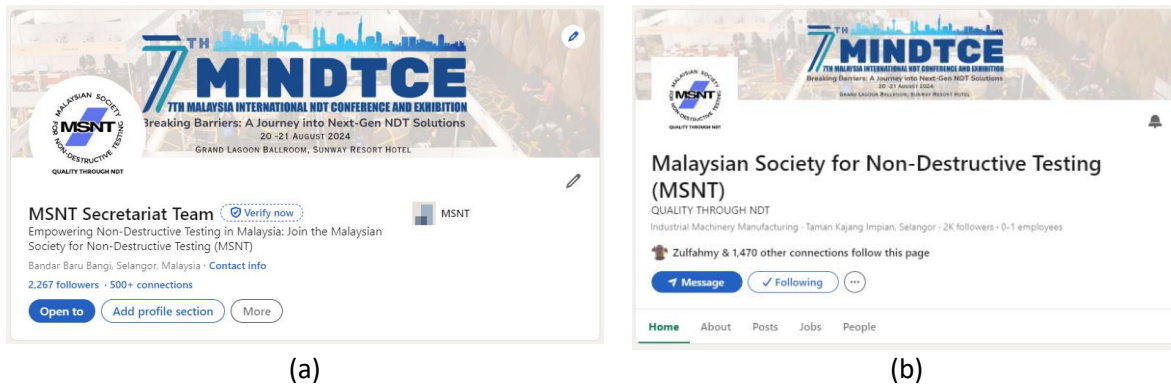 7TH
MINDTCE
7TH MALAYSIA INTERNATIONAL NDT CONFERENCE AND EXHIBITION
Breaking Barriers: A Journey into Next-Gen NDT Solutions
20 -21 AUGUST 2024
GRAND LAGOON BALLROOM, SUNWAY RESORT HOTEL
MALAYSIAN SOCIETY
FOR NON-DESTRUCTIVE TESTING
MSNT
QUALITY THROUGH NDT
MSNT Secretariat Team
Verify now
MSNT
Empowering Non-Destructive Testing in Malaysia: Join the Malaysian
Society for Non-Destructive Testing (MSNT)
Bandar Baru Bangi, Selangor, Malaysia · Contact info
2,267 followers · 500+ connections
Open to
Add profile section
More
(a)
7TH
MINDTCE
7TH MALAYSIA INTERNATIONAL NDT CONFERENCE AND EXHIBITION
Breaking Barriers: A Journey into Next-Gen NDT Solutions
20 -21 AUGUST 2024
GRAND LAGOON BALLROOM, SUNWAY RESORT HOTEL
MALAYSIAN SOCIETY
FOR NON-DESTRUCTIVE TESTING
MSNT
QUALITY THROUGH NDT
Malaysian Society for Non-Destructive Testing
(MSNT)
QUALITY THROUGH NDT
Industrial Machinery Manufacturing · Taman Kajang Impian, Selangor · 2K followers · 0-1 employees
Zulfahmy & 1,470 other connections follow this page
Message
Following
Home About Posts Jobs People
(b)